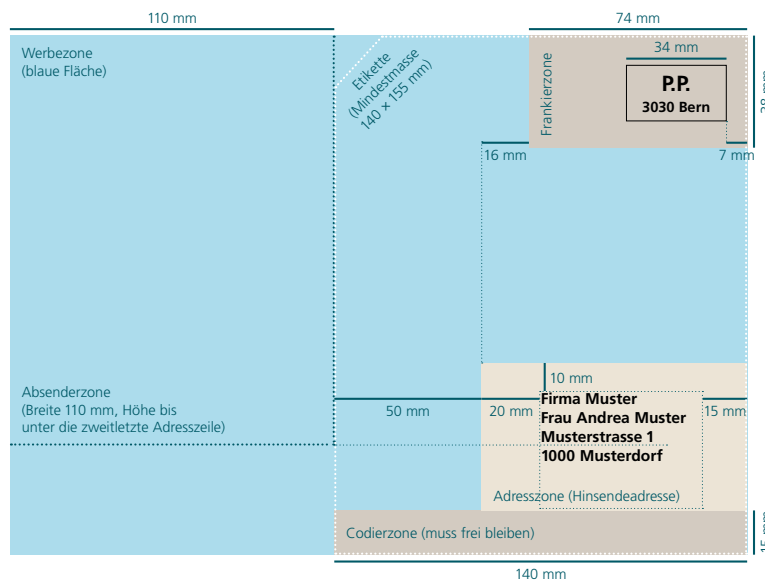 110 mm
74 mm
Werbezone
(blaue Fläche)
Etikette
(Mindestmasse
140 × 155 mm)
Frankierzone
34 mm
P.P.
3030 Bern
16 mm
7 mm
10 mm
Absenderzone
(Breite 110 mm, Höhe bis
unter die zweitletzte Adresszeile)
50 mm
20 mm
15 mm
Firma Muster
Frau Andrea Muster
Musterstrasse 1
1000 Musterdorf
Adresszone (Hinsendeadresse)
Codierzone (muss frei bleiben)
140 mm